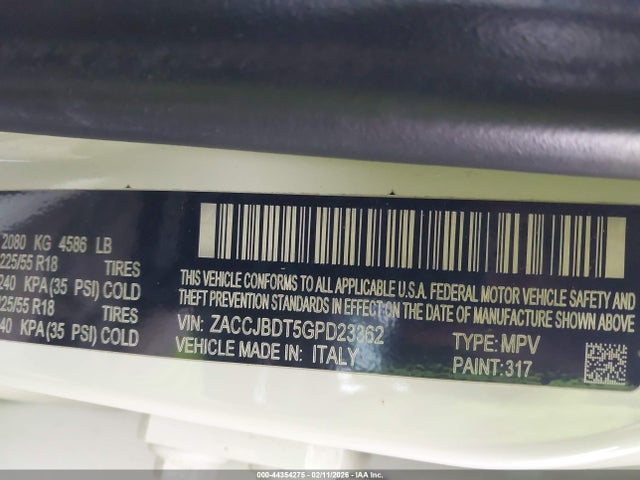 2080 KG 4586 LB
225/55 R18 TIRES
240 KPA(35 PSI) COLD
225/55 R18 TIRES
240 KPA(35 PSI) COLD
THIS VEHICLE CONFORMS TO ALL APPLICABLE U.S.A. FEDERAL MOTOR VEHICLE SAFETY AND
THEFT PREVENTION STANDARDS IN EFFECT ON THE DATE OF MANUFACTURE SHOWN ABOVE
VIN: ZACCJBDT5GPD23362
VEHICLE MADE IN: ITALY
TYPE: MPV
PAINT: 317
000-44354275 - 02/11/2026 - IAA Inc.